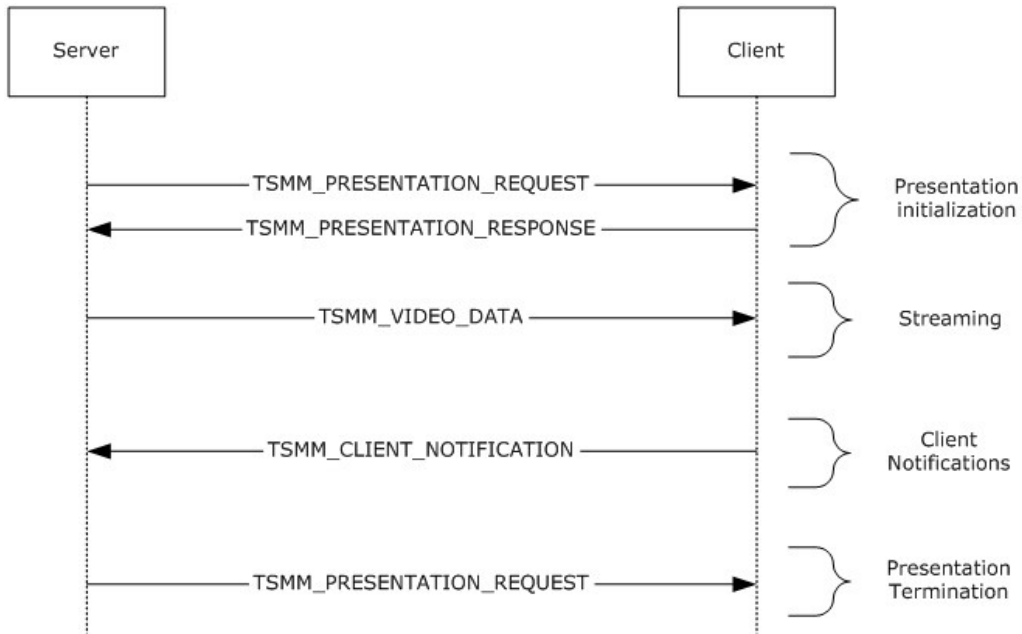 Server
Client
TSMM_PRESENTATION_REQUEST
Presentation
initialization
TSMM_PRESENTATION_RESPONSE
TSMM_VIDEO_DATA
Streaming
TSMM_CLIENT_NOTIFICATION
Client
Notifications
TSMM_PRESENTATION_REQUEST
Presentation
Termination